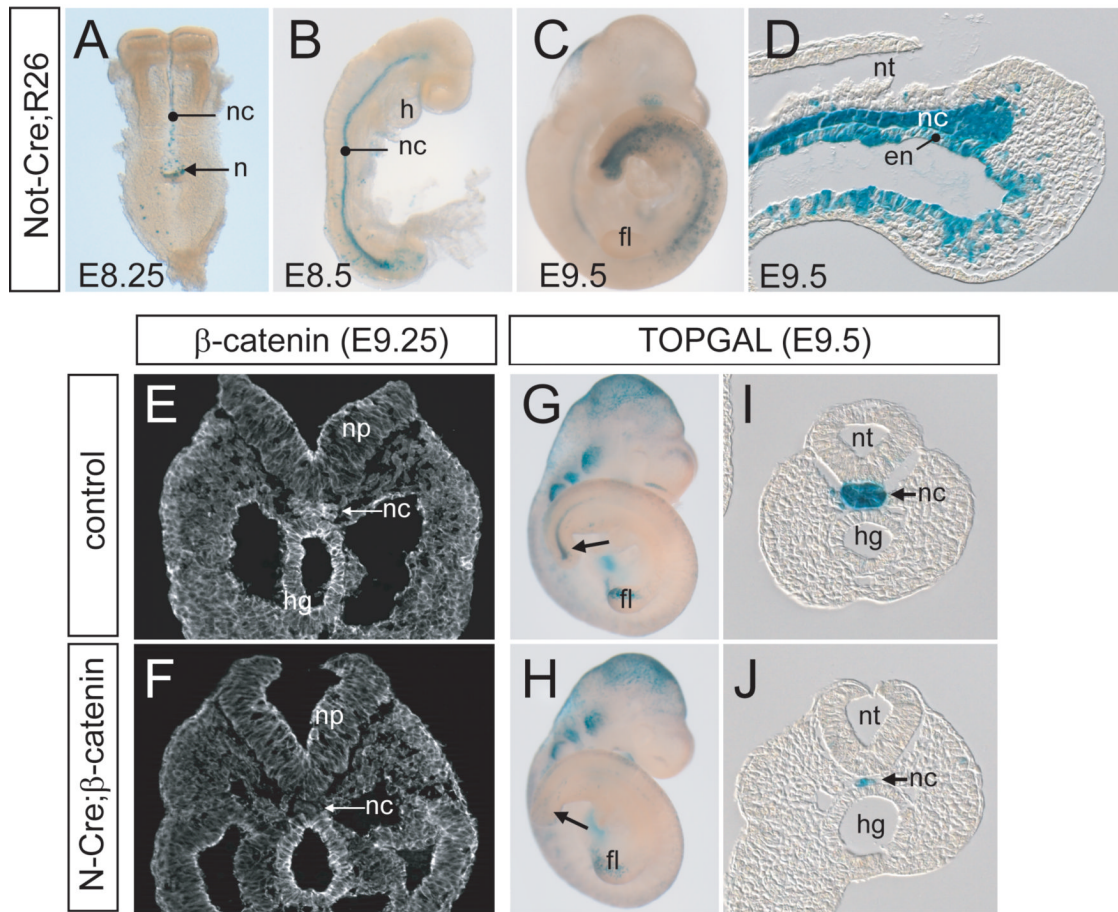 Not-Cre;R26
A
nc
n
E8.25
B
h
nc
E8.5
C
fl
E9.5
D
nt
nc
en
E9.5
β-catenin (E9.25)
TOPGAL (E9.5)
control
E
np
nc
hg
G
fl
I
nt
nc
hg
N-Cre;β-catenin
F
np
nc
H
fl
J
nt
nc
hg